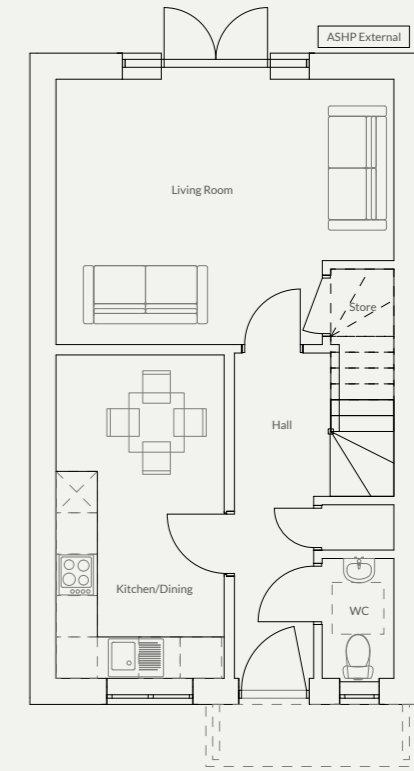 ASHP External
Living Room
Store
Hall
Kitchen/Dining
WC